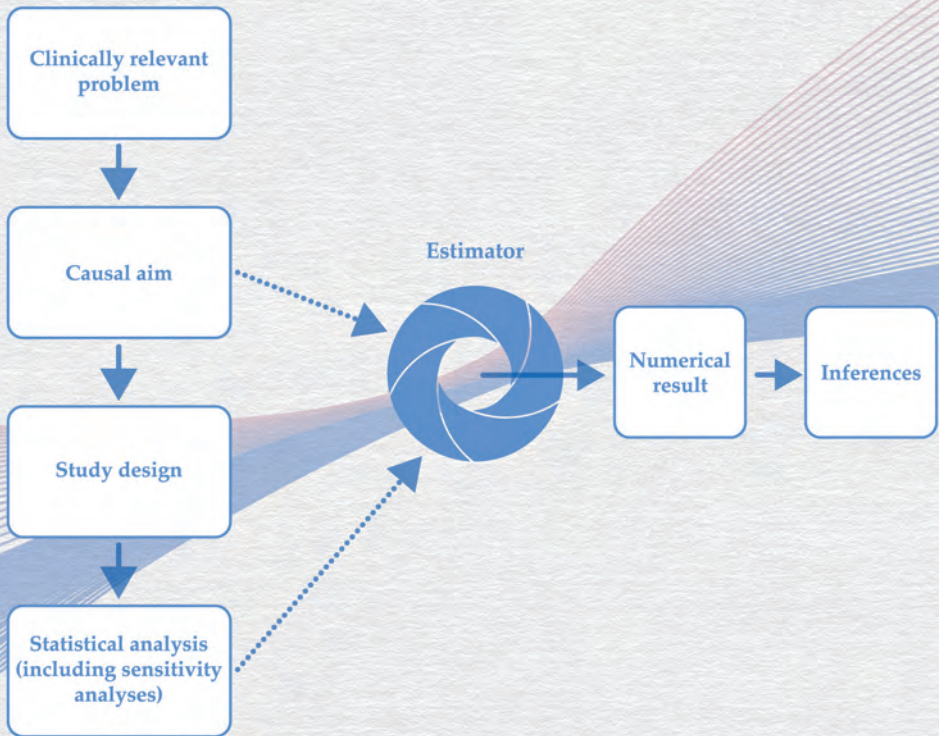 Clinically relevant
problem
Causal aim
Study design
Statistical analysis
(including sensitivity
analyses)
Estimator
Numerical
result
Inferences